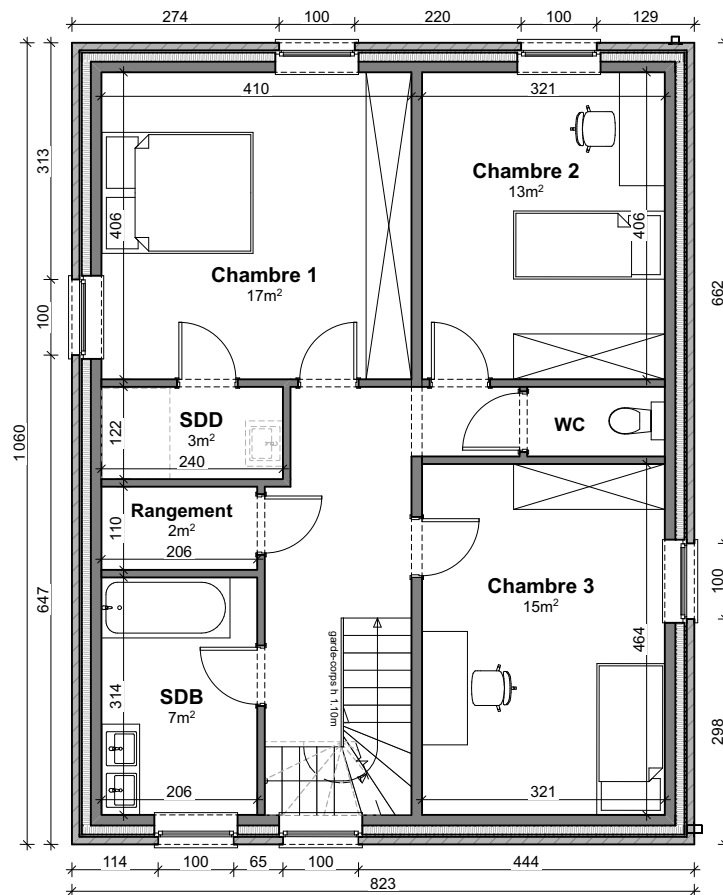 274 100 220 100 129
410 321
313
406
Chambre 1
17m²
Chambre 2
13m²
406
662
100
1060
SDD
3m²
122
240
WC
Rangement
2m²
110
206
Chambre 3
15m²
100
647
464
garde-corps h 1.10m
SDB
7m²
314
298
206
321
114 100 65 100 444
823